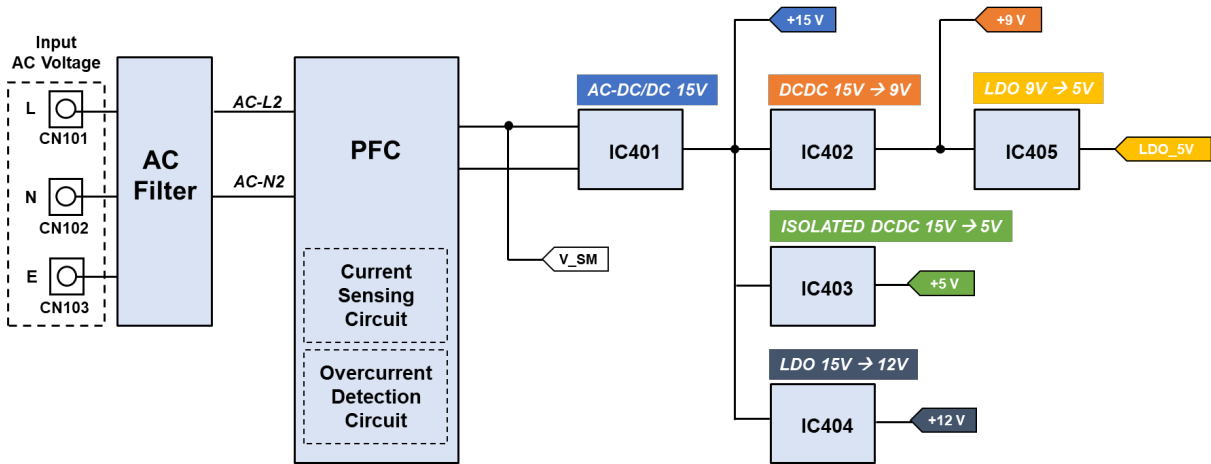 Input
AC Voltage
L
CN101
N
CN102
E
CN103
AC
Filter
AC-L2
AC-N2
PFC
Current
Sensing
Circuit
Overcurrent
Detection
Circuit
V_SM
AC-DC/DC 15V
IC401
+15 V
DCDC 15V → 9V
IC402
+9 V
LDO 9V → 5V
IC405
LDO_5V
ISOLATED DCDC 15V → 5V
IC403
+5 V
LDO 15V → 12V
IC404
+12 V